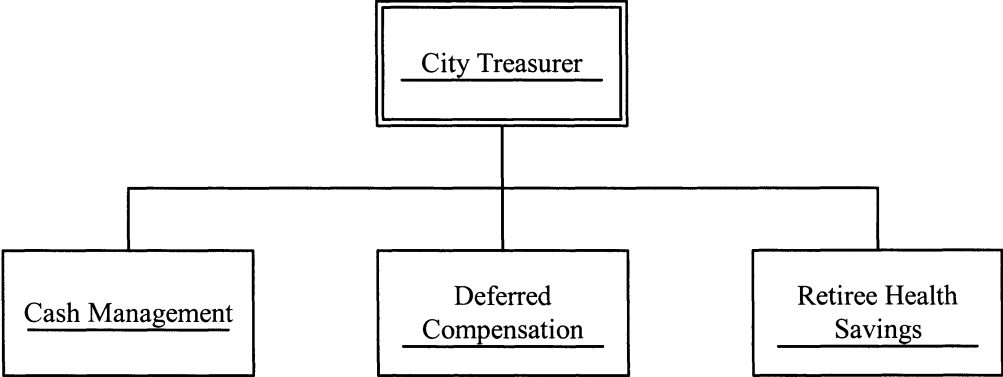 City Treasurer
Cash Management
Deferred
Compensation
Retiree Health
Savings